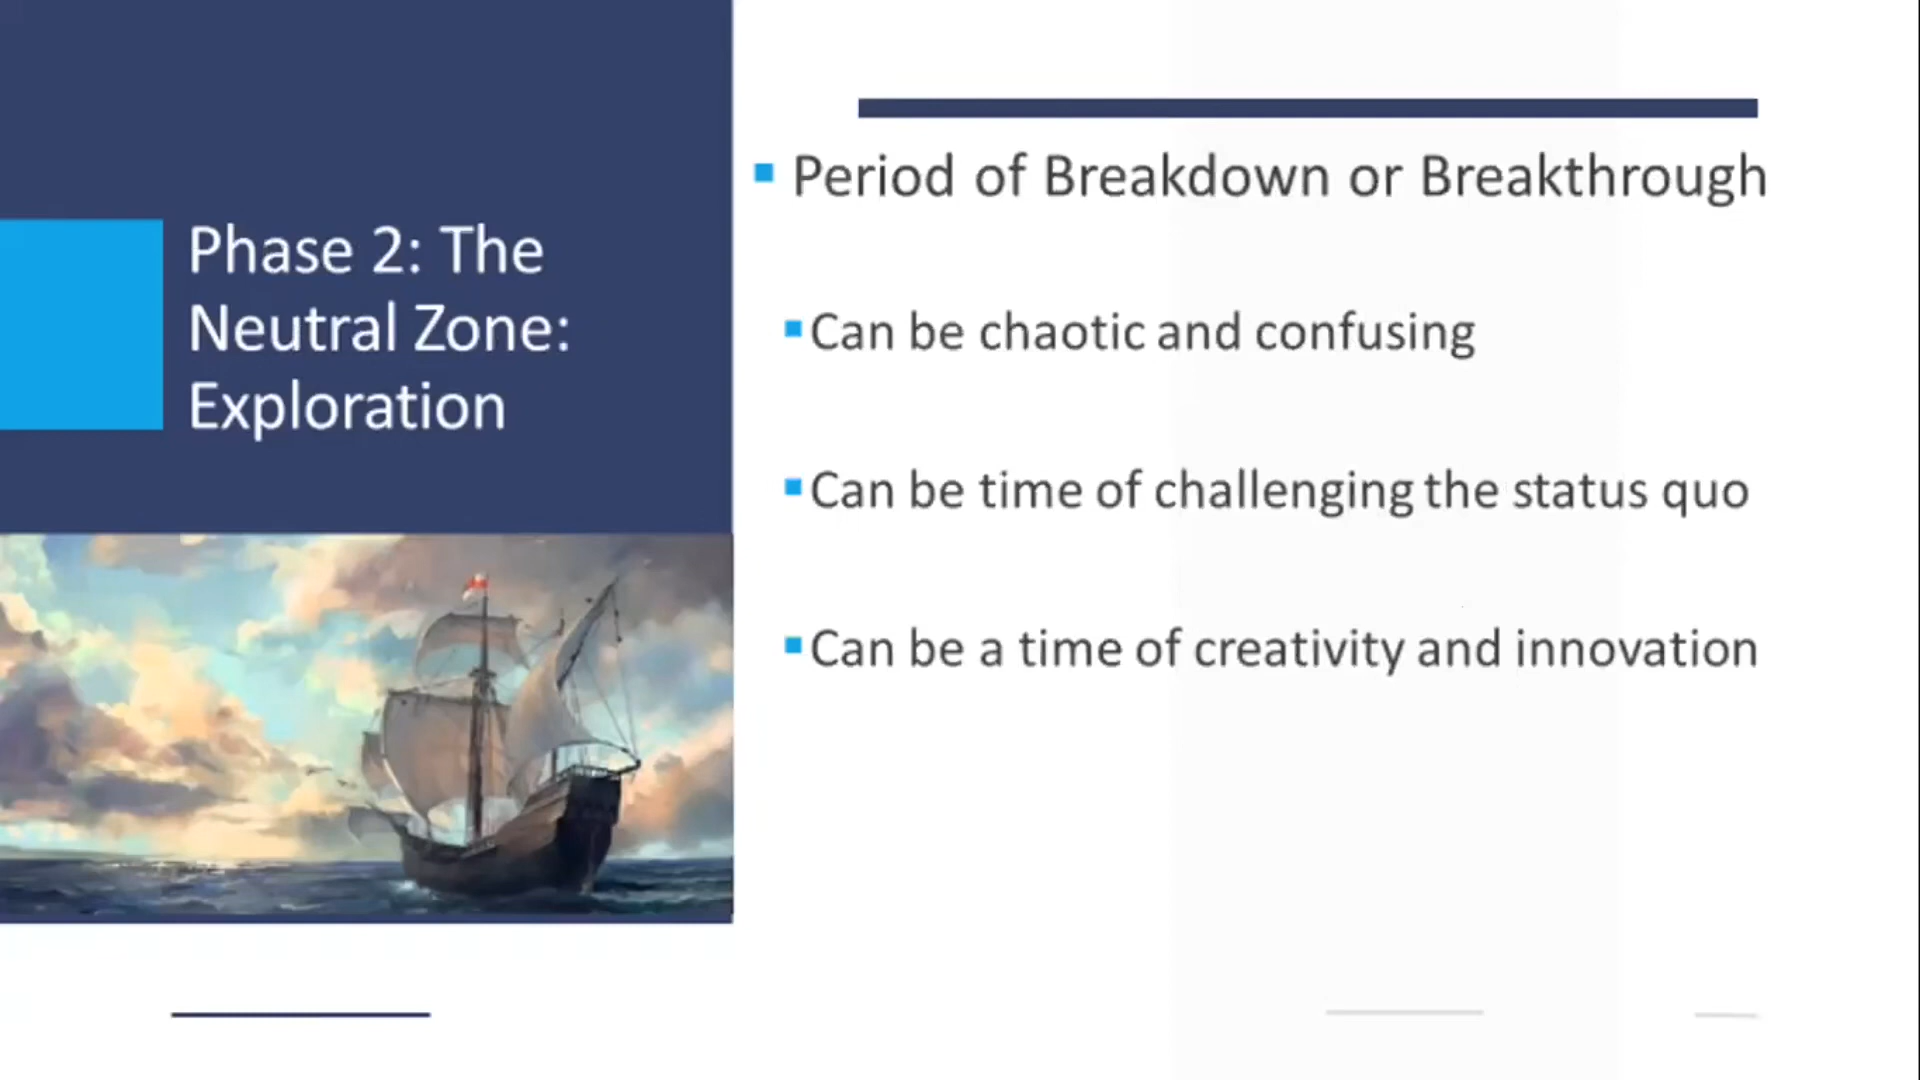 Phase 2: The
Neutral Zone:
Exploration
Period of Breakdown or Breakthrough
Can be chaotic and confusing
Can be time of challenging the status quo
Can be a time of creativity and innovation